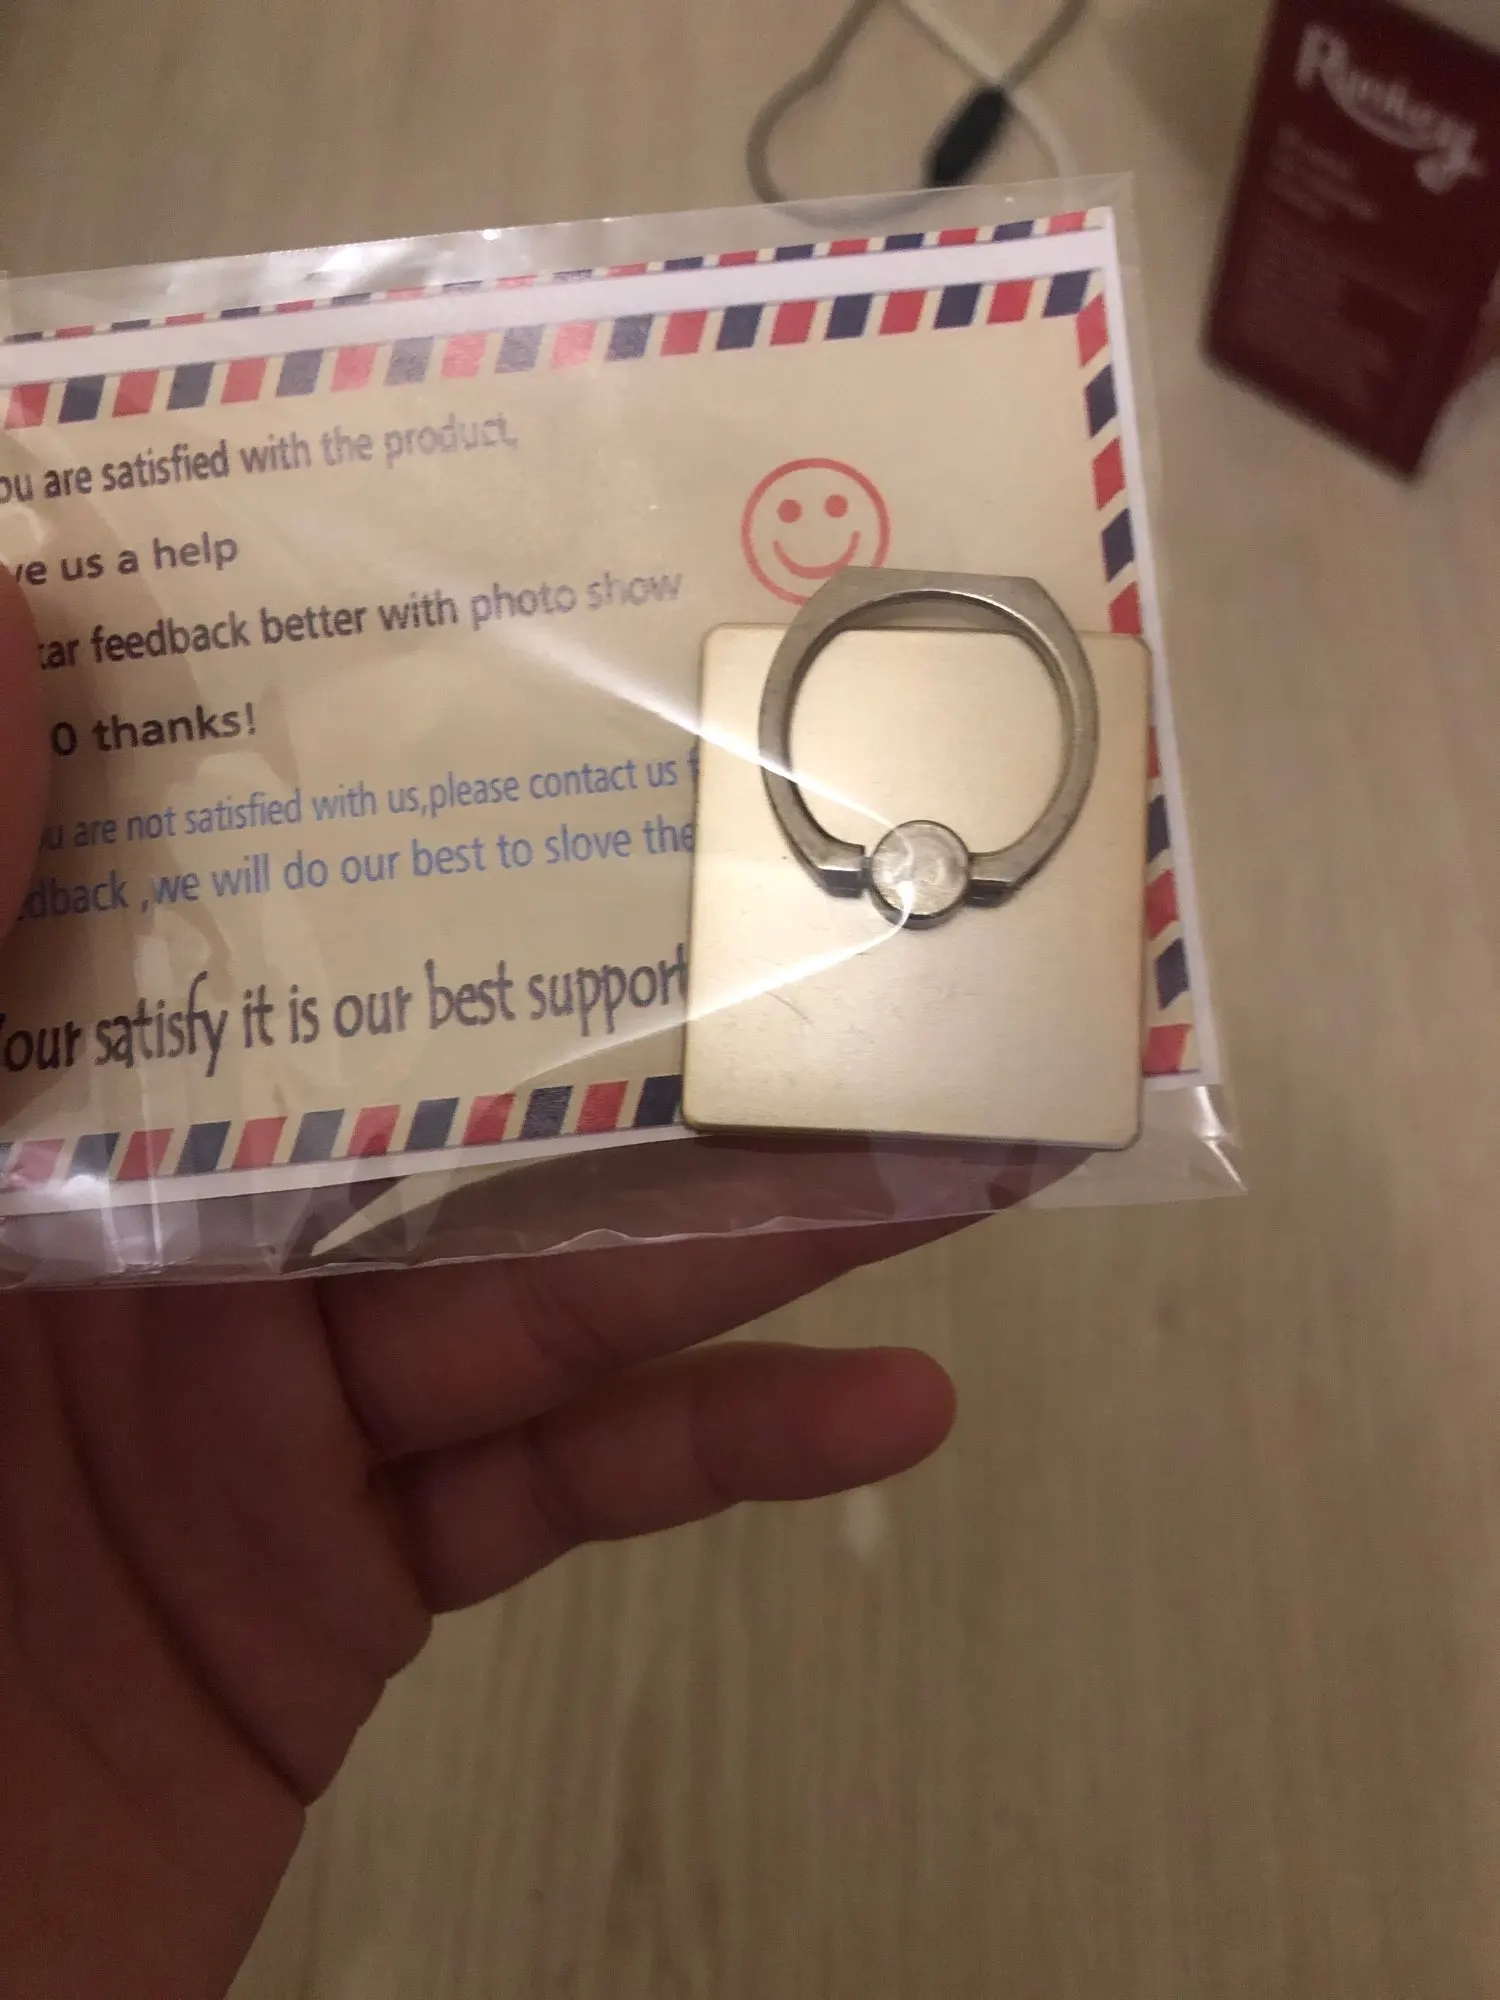 ou are satisfied with the product,
ve us a help
tar feedback better with photo show
0 thanks!
u are not satisfied with us,please contact us f
edback ,we will do our best to slove the
Your satisfy it is our best support